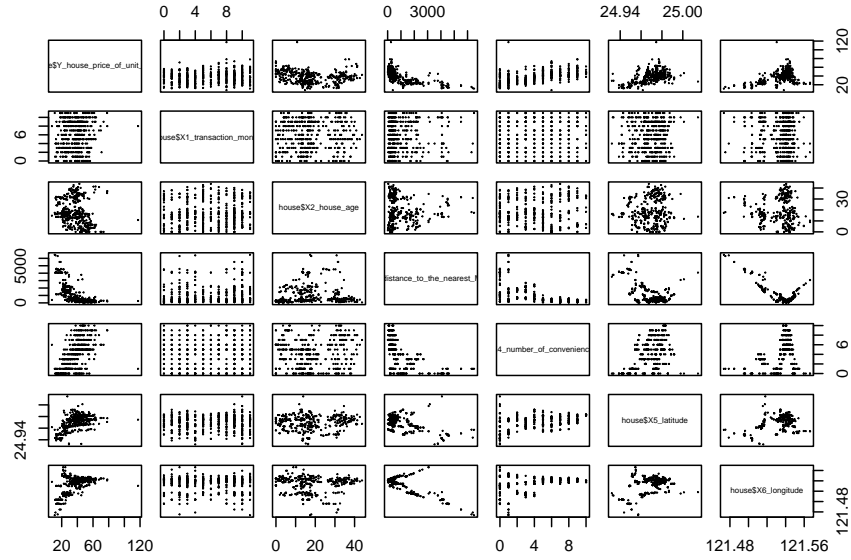 0 4 8
0 3000
24.94 25.00
e$Y_house_price_of_unit_
20 120
0 6
ouse$X1_transaction_mon
house$X2_house_age
0 30
0 5000
distance_to_the_nearest_M
4_number_of_convenienc
0 6
24.94
house$X5_latitude
house$X6_longitude
121.48
20 60 120
0 20 40
0 4 8
121.48 121.56